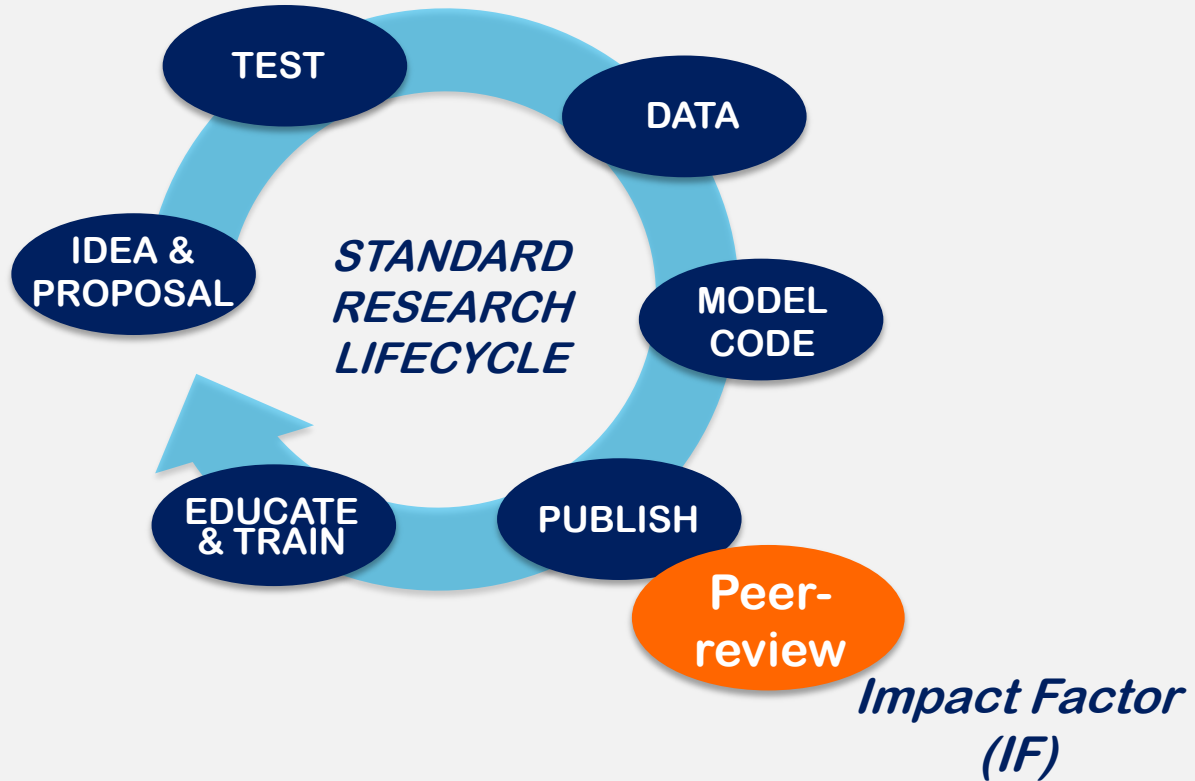 TEST
DATA
IDEA &
PROPOSAL
STANDARD
RESEARCH
LIFECYCLE
MODEL
CODE
EDUCATE
& TRAIN
PUBLISH
Peer-
review
Impact Factor
(IF)